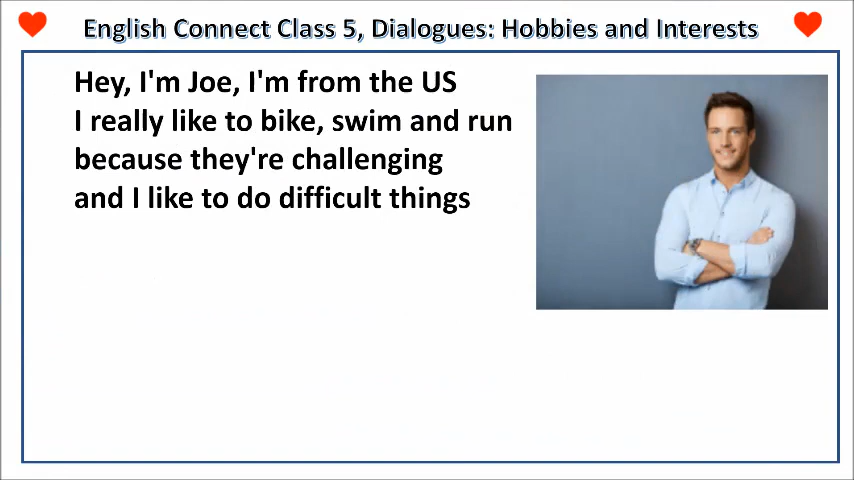 English Connect Class 5, Dialogues: Hobbies and Interests
Hey, I'm Joe, I'm from the US
I really like to bike, swim and run
because they're challenging
and I like to do difficult things